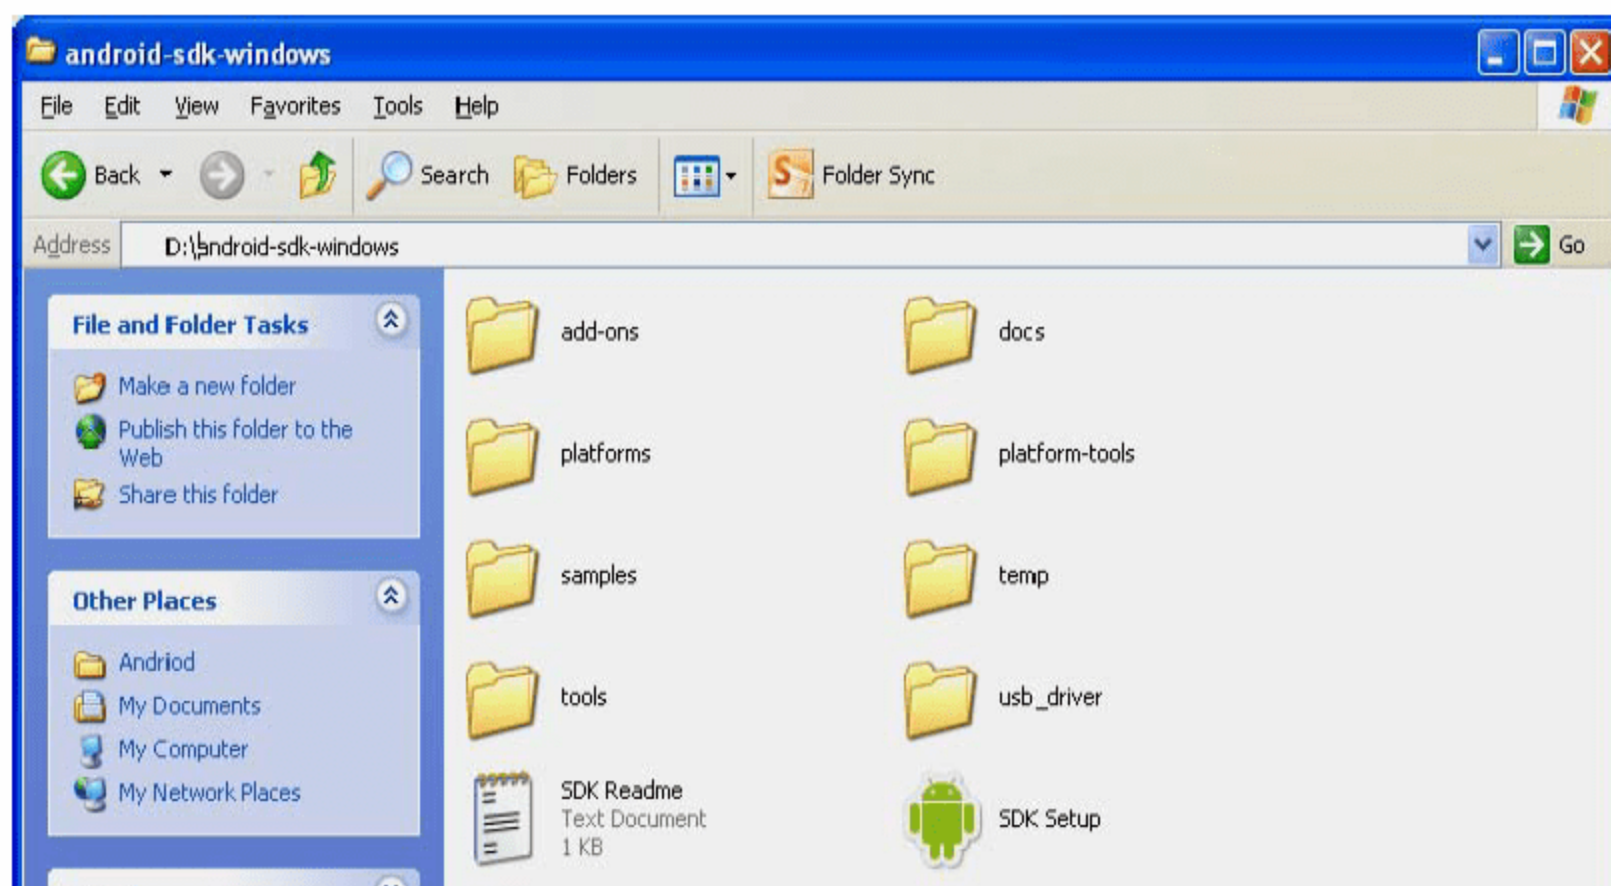 android-sdk-windows
File Edit View Favorites Tools Help
Back Search Folders Folder Sync
Address D:\android-sdk-windows Go
File and Folder Tasks
Make a new folder
Publish this folder to the
Web
Share this folder
Other Places
Andriod
My Documents
My Computer
My Network Places
add-ons docs
platforms platform-tools
samples temp
tools usb_driver
SDK Readme
Text Document
1 KB
SDK Setup